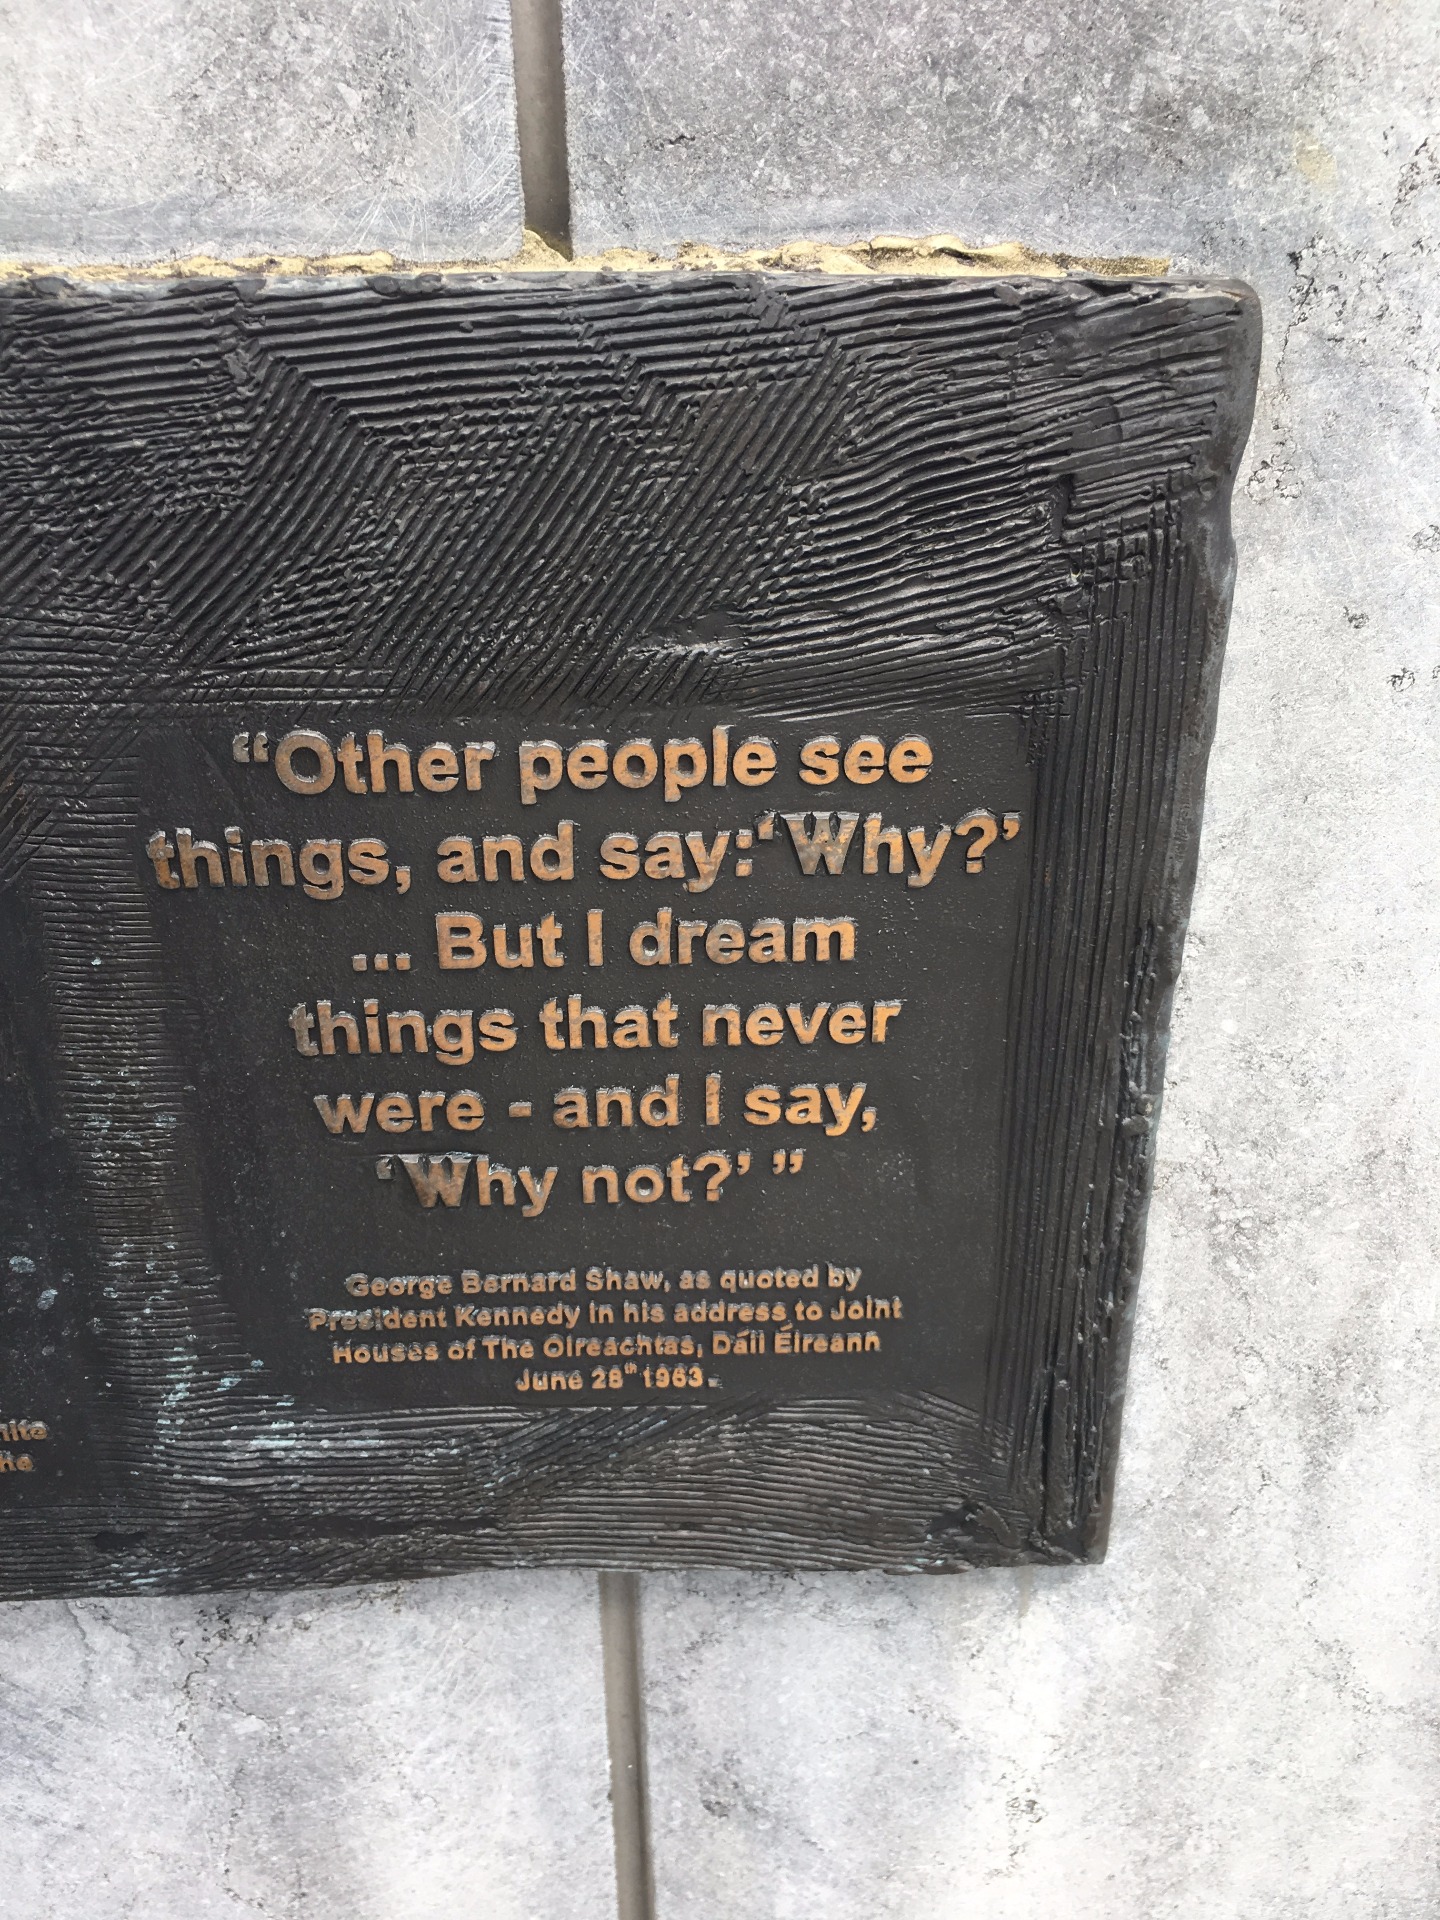 “Other people see
things, and say:‘Why?’
... But I dream
things that never
were - and I say,
‘Why not?’ ”
George Bernard Shaw, as quoted by
President Kennedy in his address to Joint
Houses of The Oireachtas, Dáil Éireann
June 28th 1963.